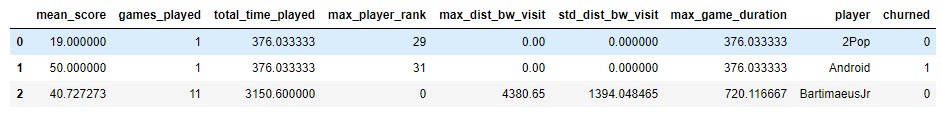 mean_score games_played total_time_played max_player_rank max_dist_bw_visit std_dist_bw_visit max_game_duration player churned
0 19.000000 1 376.033333 29 0.00 0.000000 376.033333 2Pop 0
1 50.000000 1 376.033333 31 0.00 0.000000 376.033333 Android 1
2 40.727273 11 3150.600000 0 4380.65 1394.048465 720.116667 BartimaeusJr 0